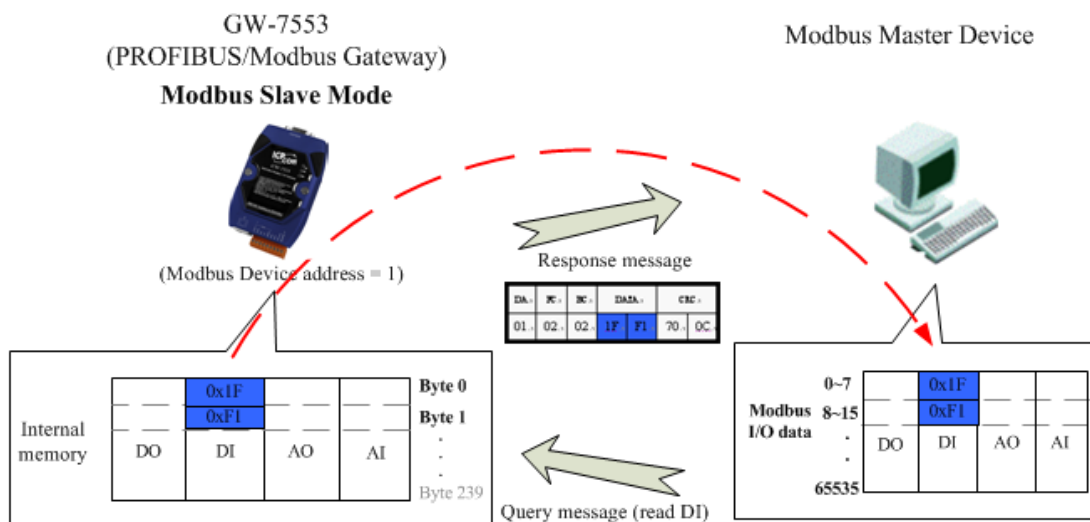 GW-7553
(PROFIBUS/Modbus Gateway)
Modbus Slave Mode
Modbus Master Device
ICP
CON
(Modbus Device address = 1)
Response message
DA FC BC DATA CRC
01 02 02 1F F1 70 0C
Internal
memory
0x1F
0xF1
DO DI AO AI
Byte 0
Byte 1
.
.
.
Byte 239
Query message (read DI)
Modbus
I/O data
0~7
8~15
.
.
65535
0x1F
0xF1
DO DI AO AI